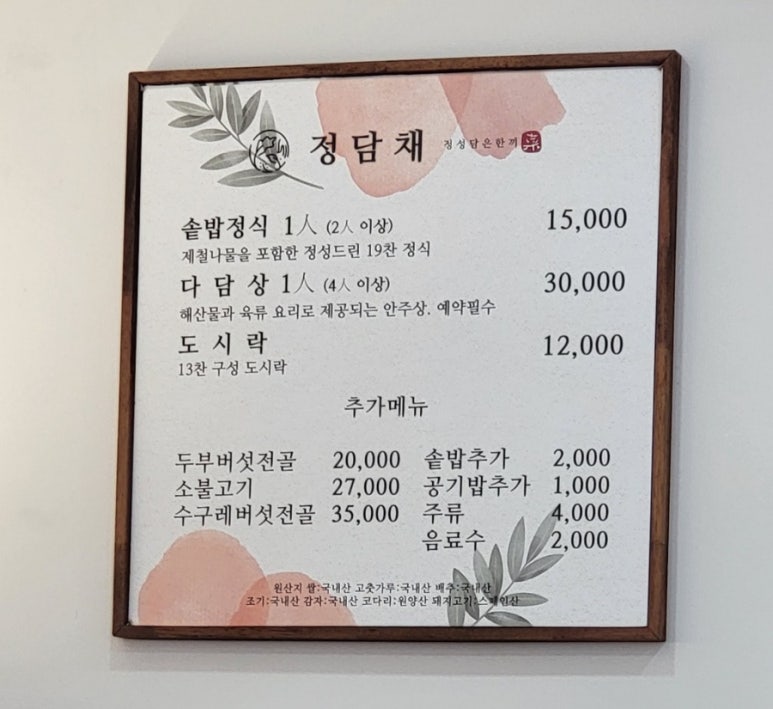 정담채 정성담은한끼
솥밥정식 1人 (2人 이상) 15,000
제철나물을 포함한 정성드린 19찬 정식
다담상 1人 (4人 이상) 30,000
해산물과 육류 요리로 제공되는 안주상. 예약필수
도시락 12,000
13찬 구성 도시락
추가메뉴
두부버섯전골 20,000 솥밥추가 2,000
소불고기 27,000 공기밥추가 1,000
수구레버섯전골 35,000 주류 4,000
음료수 2,000
원산지 쌀:국내산 고춧가루:국내산 배추:국내산
조기:국내산 감자:국내산 코다리:원양산 돼지고기:스페인산